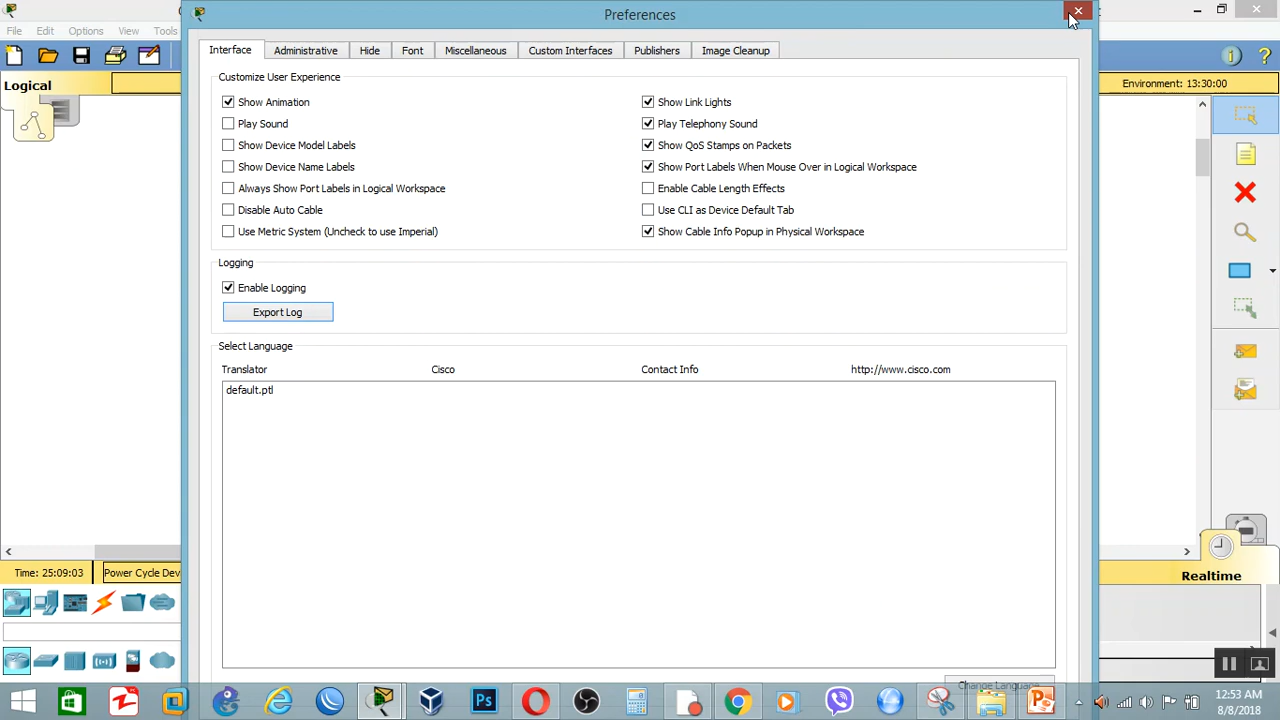 Preferences
File Edit Options View Tools
Interface Administrative Hide Font Miscellaneous Custom Interfaces Publishers Image Cleanup
Logical
Environment: 13:30:00
Customize User Experience
Show Animation
Show Link Lights
Play Sound
Play Telephony Sound
Show Device Model Labels
Show QoS Stamps on Packets
Show Device Name Labels
Show Port Labels When Mouse Over in Logical Workspace
Always Show Port Labels in Logical Workspace
Enable Cable Length Effects
Disable Auto Cable
Use CLI as Device Default Tab
Use Metric System (Uncheck to use Imperial)
Show Cable Info Popup in Physical Workspace
Logging
Enable Logging
Export Log
Select Language
Translator Cisco Contact Info http://www.cisco.com
default.ptl
Time: 25:09:03 Power Cycle Dev
Realtime
Change Language
Ps
12:53 AM
8/8/2018